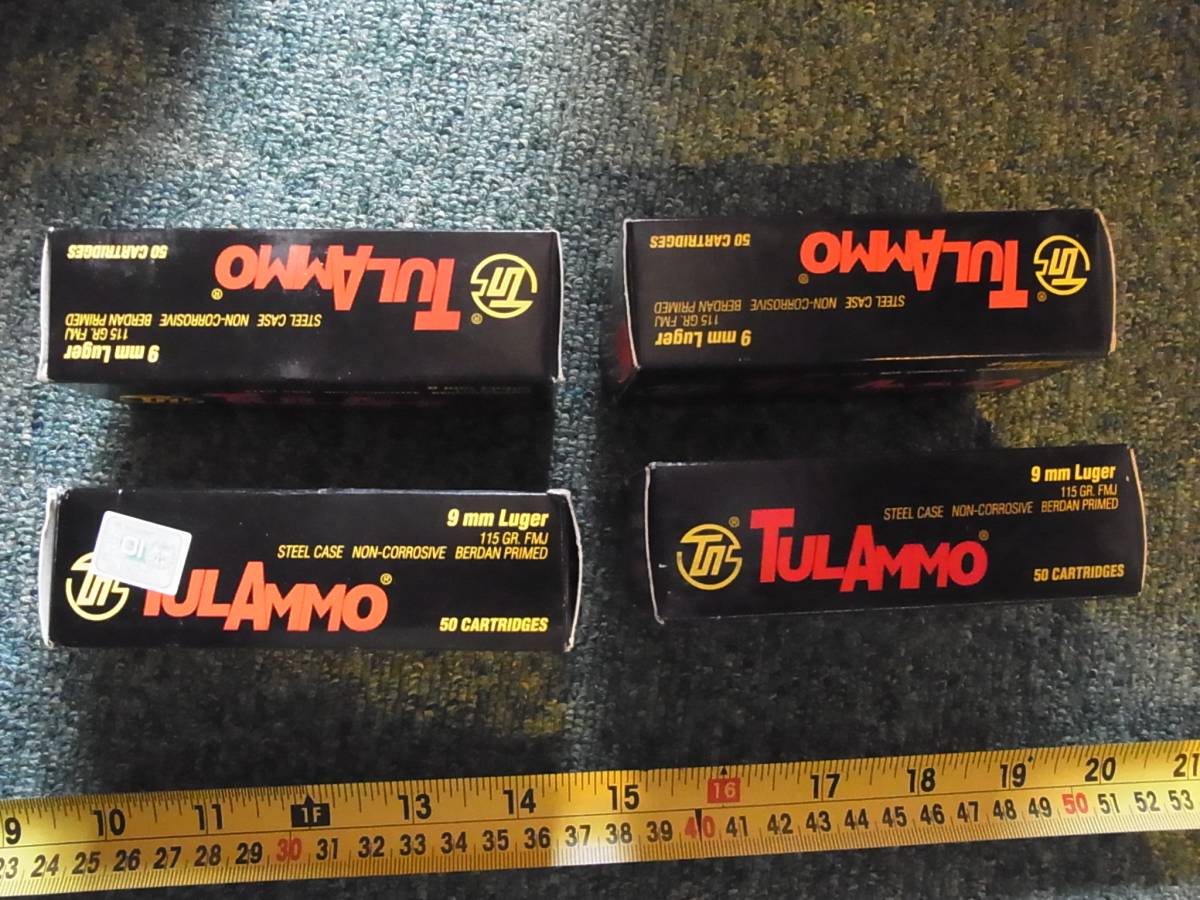 50 CARTRIDGES
TULAMMO®
STEEL CASE NON-CORROSIVE BERDAN PRIMED
115 GR. FMJ
9 mm Luger
50 CARTRIDGES
TULAMMO®
STEEL CASE NON-CORROSIVE BERDAN PRIMED
115 GR. FMJ
9 mm Luger
9 mm Luger
115 GR. FMJ
STEEL CASE NON-CORROSIVE BERDAN PRIMED
TULAMMO®
50 CARTRIDGES
9 mm Luger
115 GR. FMJ
STEEL CASE NON-CORROSIVE BERDAN PRIMED
TULAMMO®
50 CARTRIDGES
9 10 11 1F 13 14 15 16 17 18 19 20 21
23 24 25 26 27 28 29 30 31 32 33 34 35 36 37 38 39 40 41 42 43 44 45 46 47 48 49 50 51 52 53